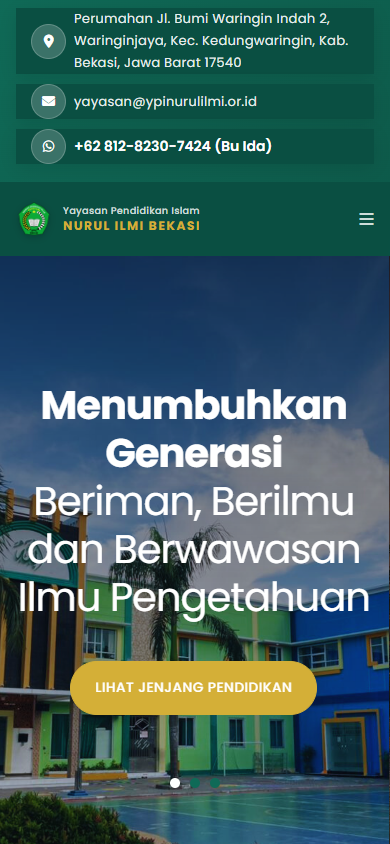 Perumahan Jl. Bumi Waringin Indah 2,
Waringinjaya, Kec. Kedungwaringin, Kab.
Bekasi, Jawa Barat 17540
yayasan@ypinurulilmi.or.id
+62 812-8230-7424 (Bu Ida)
Yayasan Pendidikan Islam
NURUL ILMI BEKASI
Menumbuhkan
Generasi
Beriman, Berilmu
dan Berwawasan
Ilmu Pengetahuan
LIHAT JENJANG PENDIDIKAN